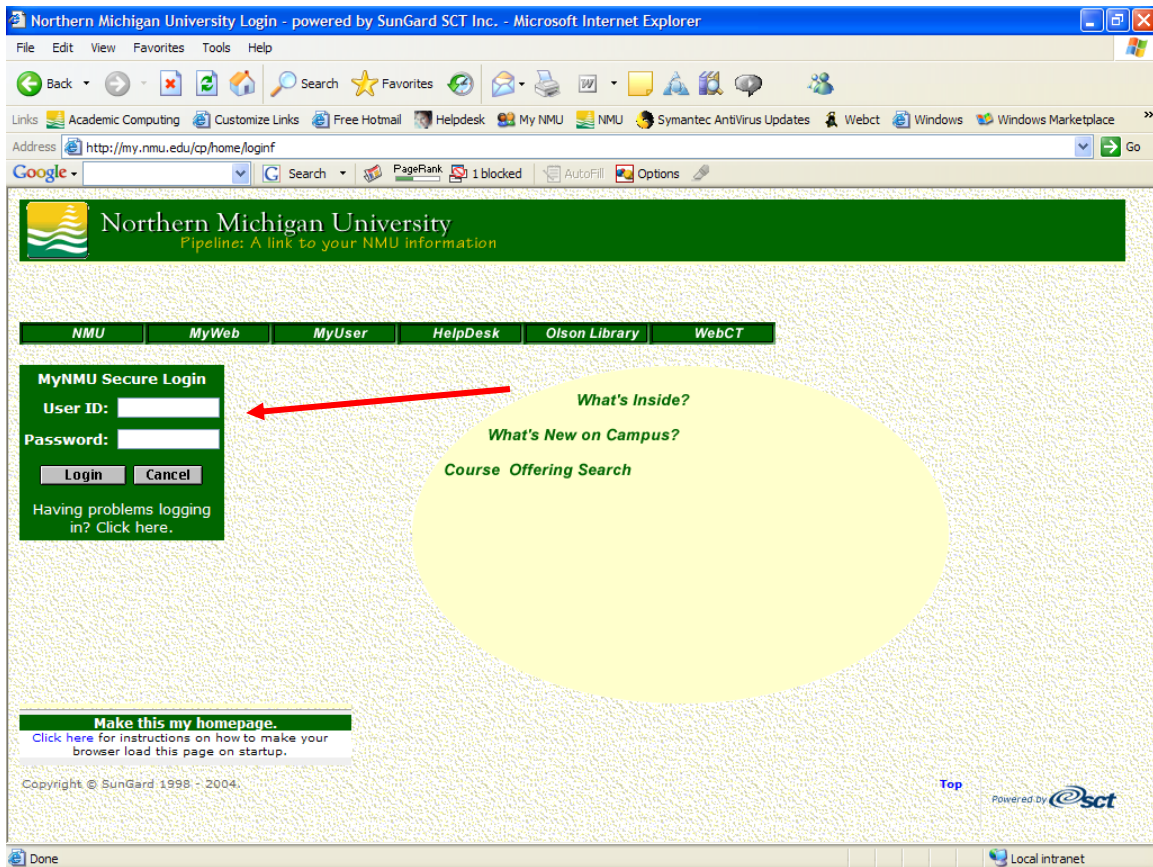 Northern Michigan University Login - powered by SunGard SCT Inc. - Microsoft Internet Explorer
File Edit View Favorites Tools Help
Back Search Favorites
Links Academic Computing Customize Links Free Hotmail Helpdesk My NMU NMU Symantec AntiVirus Updates Webct Windows Windows Marketplace »
Address http://my.nmu.edu/cp/home/loginf Go
Google G Search PageRank 1 blocked AutoFill Options
Northern Michigan University
Pipeline: A link to your NMU information
NMU MyWeb MyUser HelpDesk Olson Library WebCT
MyNMU Secure Login
User ID:
Password:
Login Cancel
Having problems logging
in? Click here.
What's Inside?
What's New on Campus?
Course Offering Search
Make this my homepage.
Click here for instructions on how to make your
browser load this page on startup.
Copyright © SunGard 1998 - 2004.
Top
Powered by sct
Done Local intranet